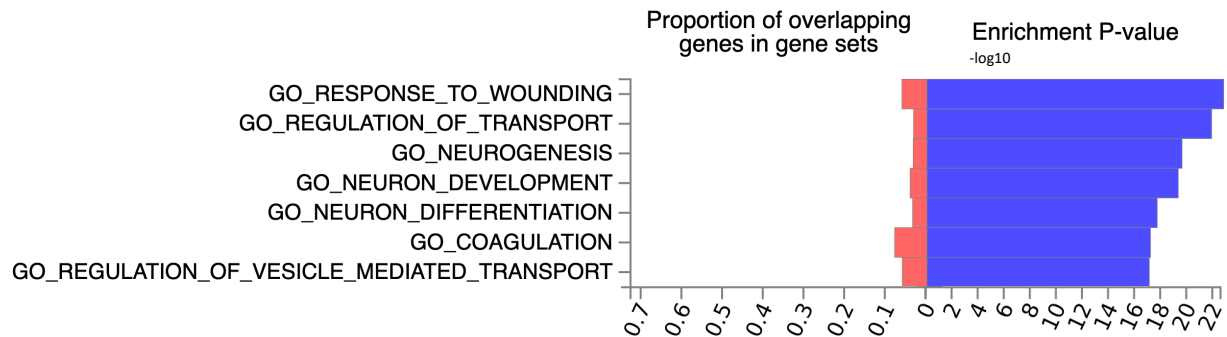 Proportion of overlapping
genes in gene sets
Enrichment P-value
-log10
GO_RESPONSE_TO_WOUNDING
GO_REGULATION_OF_TRANSPORT
GO_NEUROGENESIS
GO_NEURON_DEVELOPMENT
GO_NEURON_DIFFERENTIATION
GO_COAGULATION
GO_REGULATION_OF_VESICLE_MEDIATED_TRANSPORT
0.7 0.6 0.5 0.4 0.3 0.2 0.1 0 2 4 6 8 10 12 14 16 18 20 22